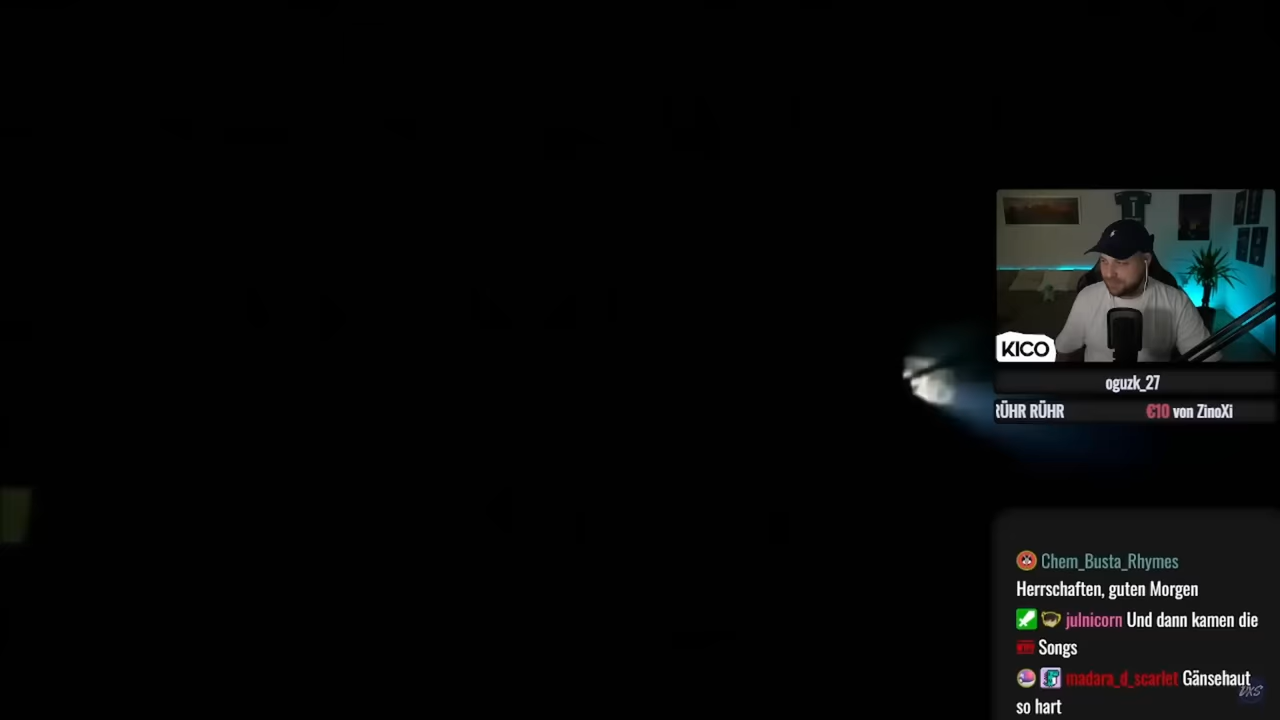 KICO
oguzk_27
RÜHR RÜHR €10 von ZinoXi
Chem_Busta_Rhymes
Herrschaften, guten Morgen
julnicorn Und dann kamen die
Songs
madara_d_scarlet Gänsehaut
so hart
DXS